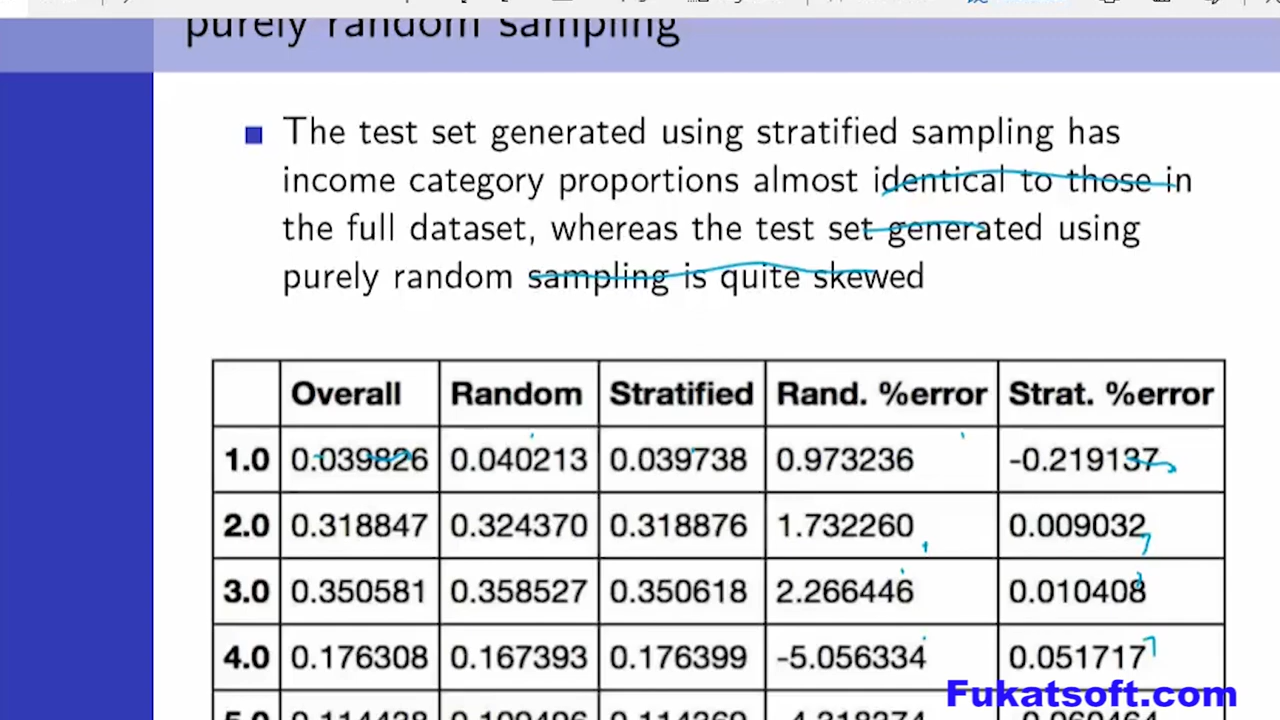 purely random sampling
The test set generated using stratified sampling has
income category proportions almost identical to those in
the full dataset, whereas the test set generated using
purely random sampling is quite skewed
Overall Random Stratified Rand. %error Strat. %error
1.0 0.039826 0.040213 0.039738 0.973236 -0.219137
2.0 0.318847 0.324370 0.318876 1.732260 0.009032
3.0 0.350581 0.358527 0.350618 2.266446 0.010408
4.0 0.176308 0.167393 0.176399 -5.056334 0.051717
Fukatsoft.com